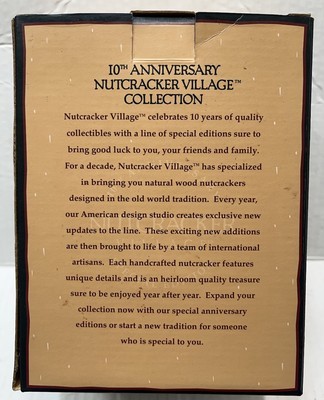 10TH ANNIVERSARY
NUTCRACKER VILLAGE™
COLLECTION
Nutcracker Village™ celebrates 10 years of quality
collectibles with a line of special editions sure to
bring good luck to you, your friends and family.
For a decade, Nutcracker Village™ has specialized
in bringing you natural wood nutcrackers
designed in the old world tradition. Every year,
our American design studio creates exclusive new
updates to the line. These exciting new additions
are then brought to life by a team of international
artisans. Each handcrafted nutcracker features
unique details and is an heirloom quality treasure
sure to be enjoyed year after year. Expand your
collection now with our special anniversary
editions or start a new tradition for someone
who is special to you.